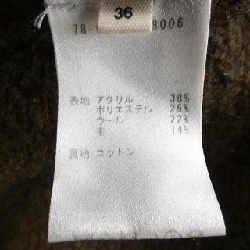 36
8006
表地 アクリル 38%
ポリエステル 26%
ウール 22%
毛 14%
裏地 コットン